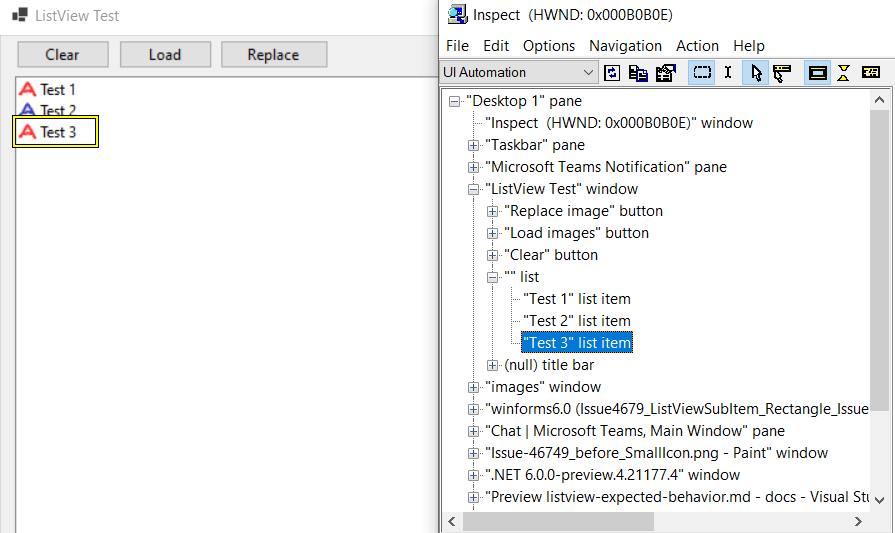 ListView Test
Clear
Load
Replace
Test 1
Test 2
Test 3
Inspect (HWND: 0x000B0B0E)
File Edit Options Navigation Action Help
UI Automation
"Desktop 1" pane
"Inspect (HWND: 0x000B0B0E)" window
"Taskbar" pane
"Microsoft Teams Notification" pane
"ListView Test" window
"Replace image" button
"Load images" button
"Clear" button
"" list
"Test 1" list item
"Test 2" list item
"Test 3" list item
(null) title bar
"images" window
"winforms6.0 (Issue4679_ListViewSubItem_Rectangle_Issue
"Chat | Microsoft Teams, Main Window" pane
"Issue-46749_before_SmallIcon.png - Paint" window
".NET 6.0.0-preview.4.21177.4" window
"Preview listview-expected-behavior.md - docs - Visual Stu